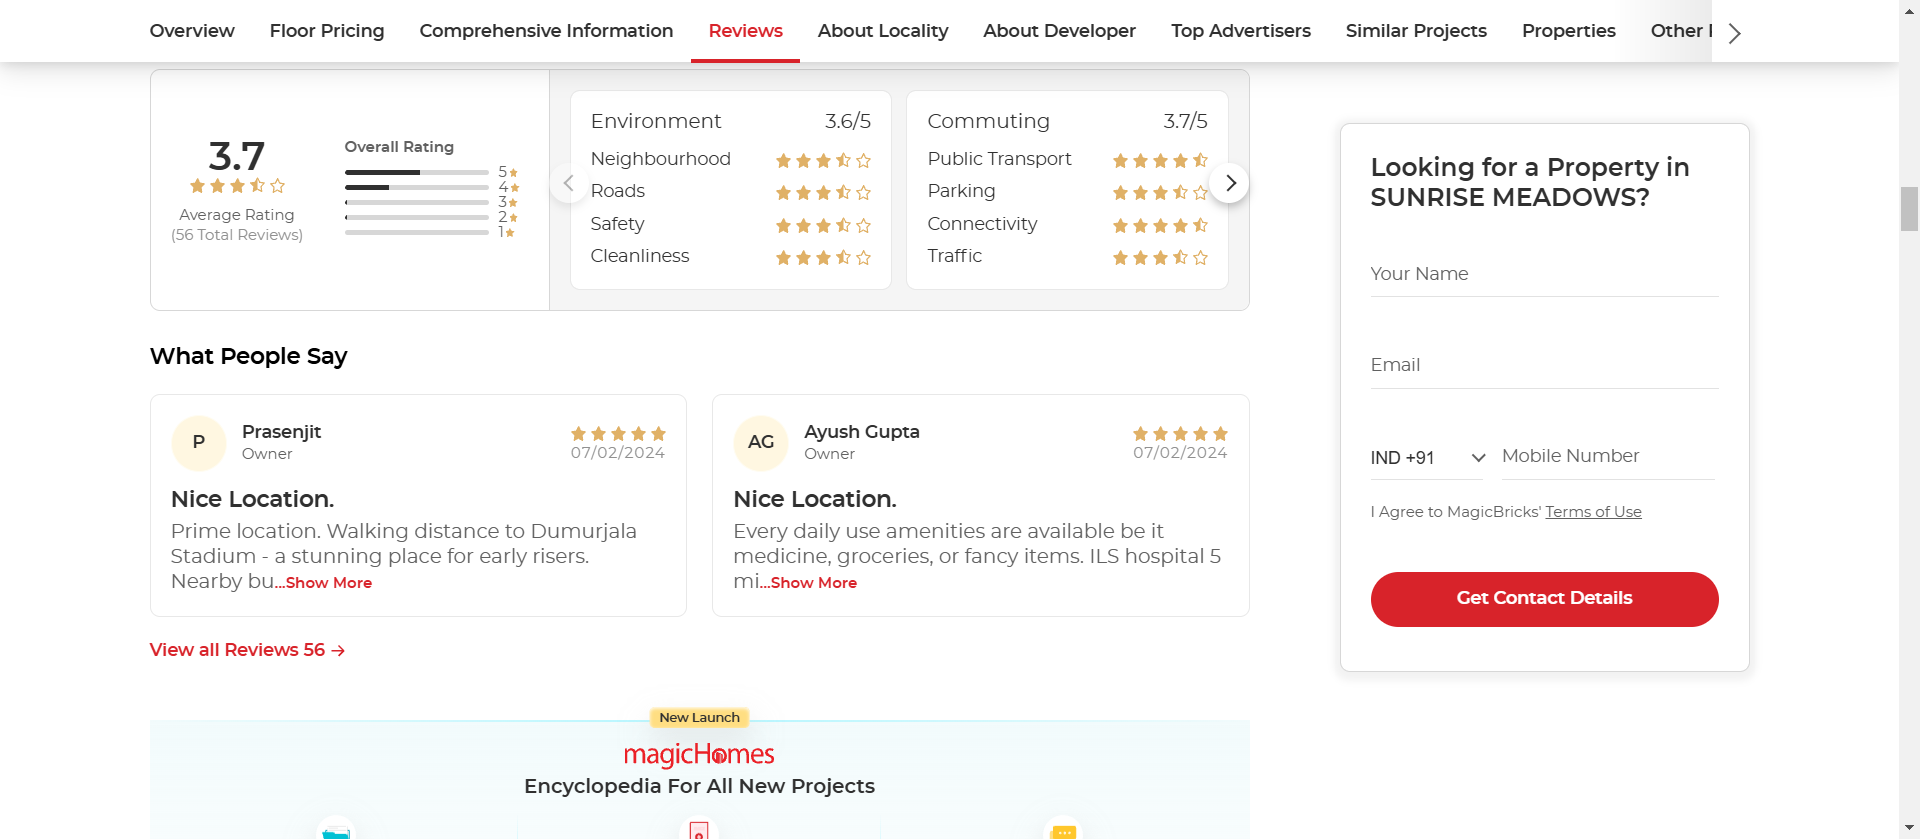 Overview Floor Pricing Comprehensive Information Reviews About Locality About Developer Top Advertisers Similar Projects Properties Other
3.7
Average Rating
(56 Total Reviews)
Overall Rating
5
4
3
2
1
Environment 3.6/5
Neighbourhood
Roads
Safety
Cleanliness
Commuting 3.7/5
Public Transport
Parking
Connectivity
Traffic
What People Say
P
Prasenjit
Owner
07/02/2024
Nice Location.
Prime location. Walking distance to Dumurjala
Stadium - a stunning place for early risers.
Nearby bu...Show More
AG
Ayush Gupta
Owner
07/02/2024
Nice Location.
Every daily use amenities are available be it
medicine, groceries, or fancy items. ILS hospital 5
mi...Show More
View all Reviews 56 →
New Launch
magicHomes
Encyclopedia For All New Projects
Looking for a Property in
SUNRISE MEADOWS?
Your Name
Email
IND +91 Mobile Number
I Agree to MagicBricks' Terms of Use
Get Contact Details